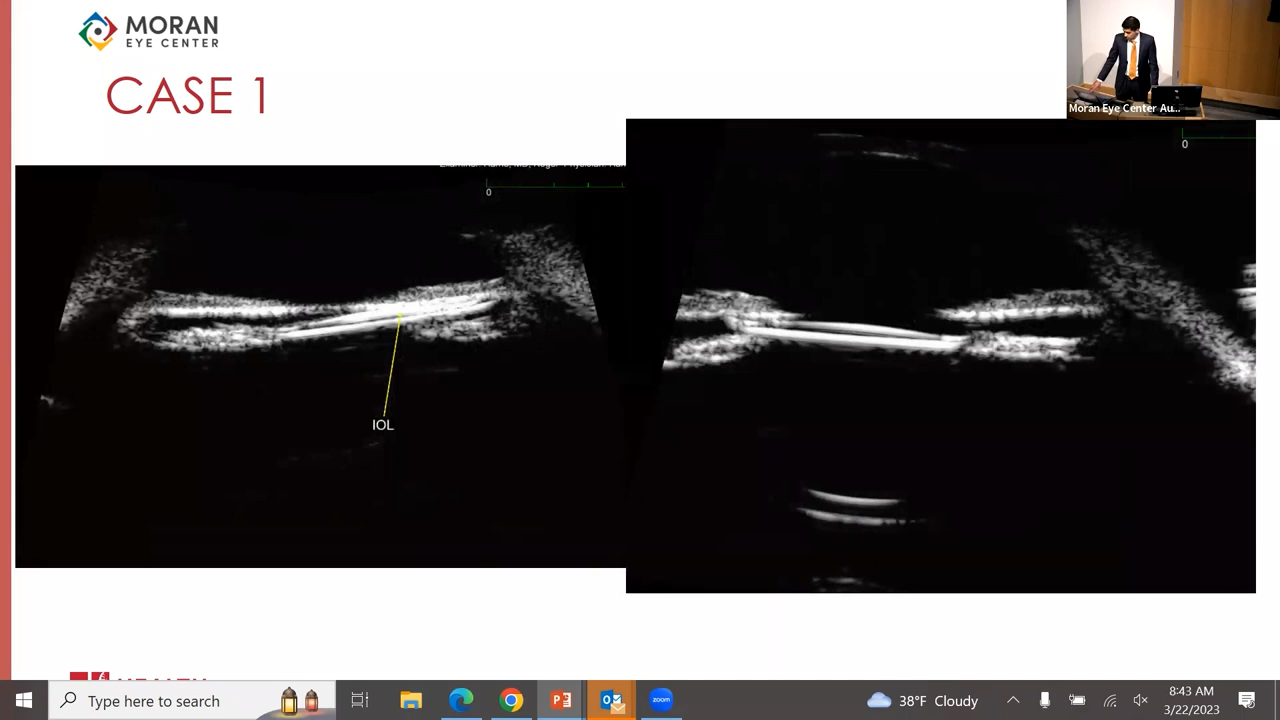 MORAN
EYE CENTER
CASE 1
Moran Eye Center Au...
0
0
IOL
Type here to search
38°F Cloudy
8:43 AM
3/22/2023
zoom